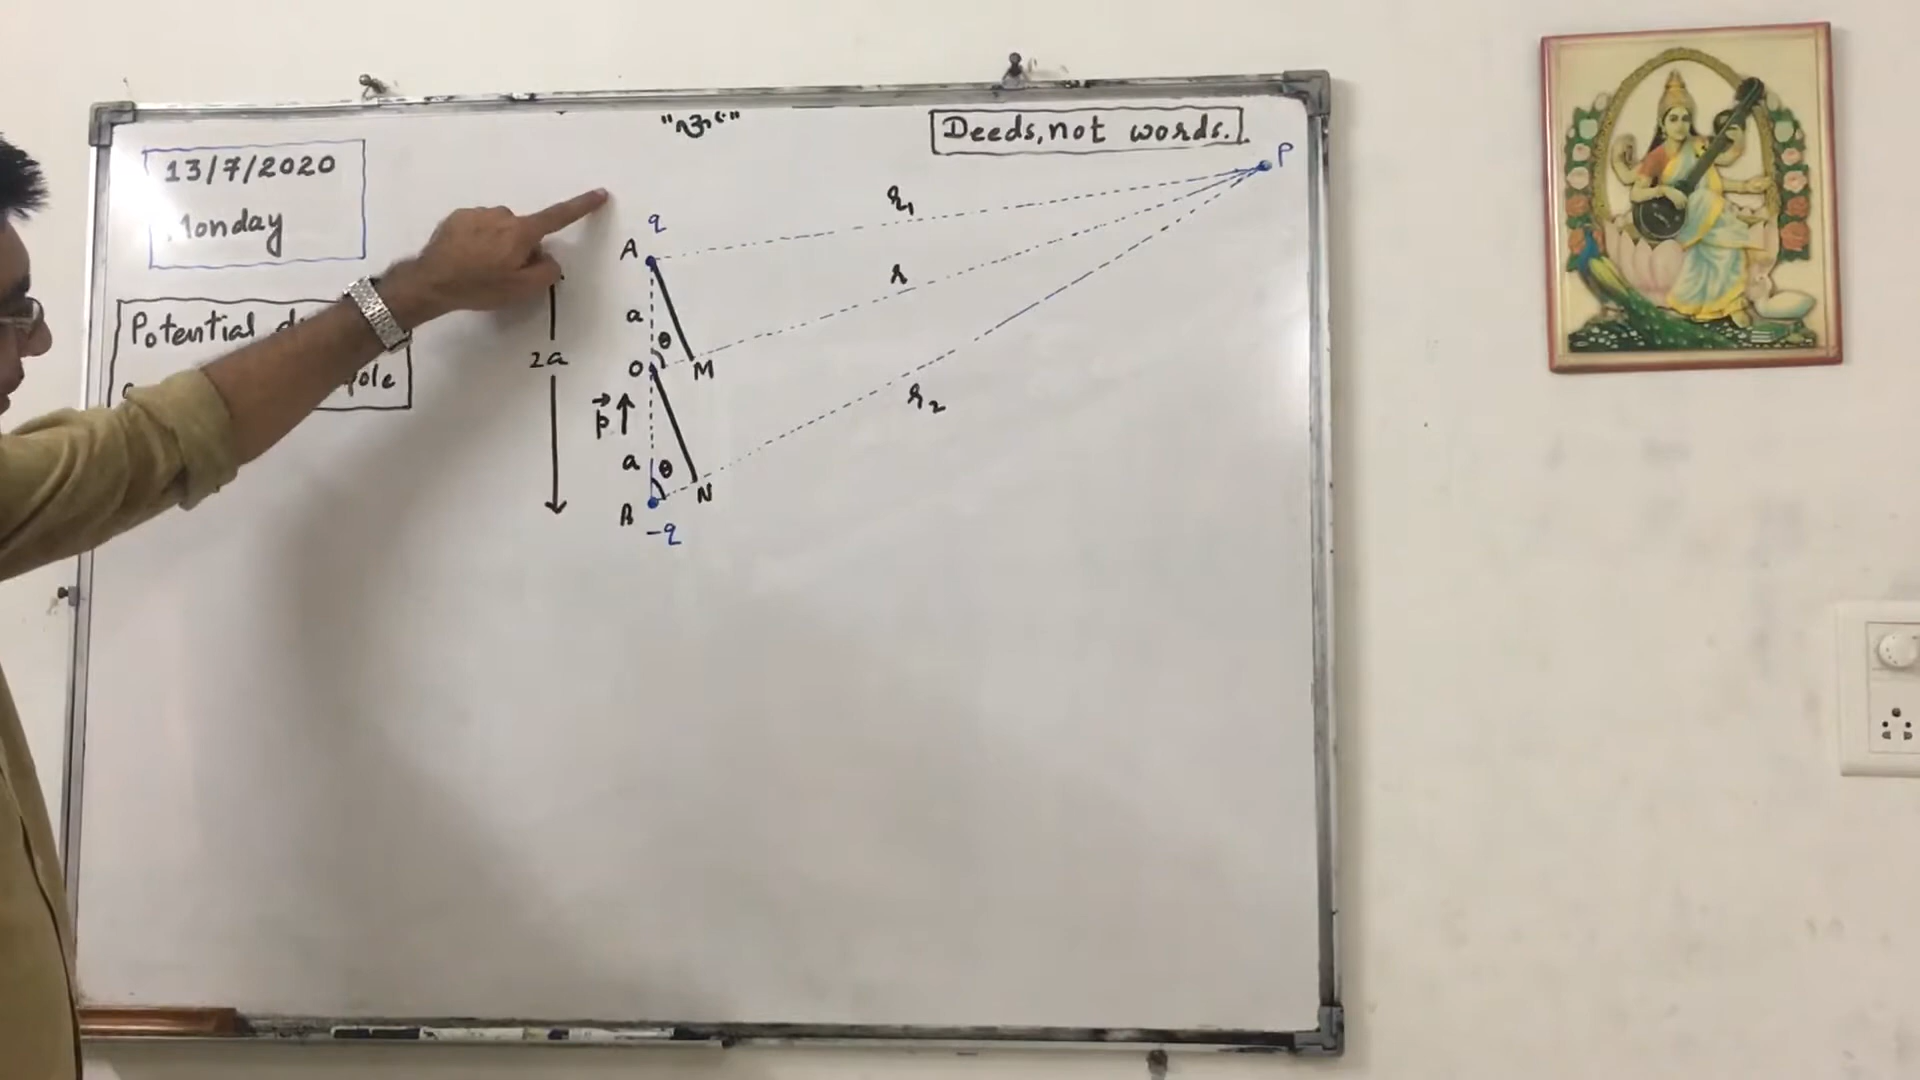 "ૐ"
Deeds, not words.
13/7/2020
Monday
Potential
pole
P
r₁
q
A
a
r
θ
2a
O
M
p⃗
r₂
a
θ
N
B
-q